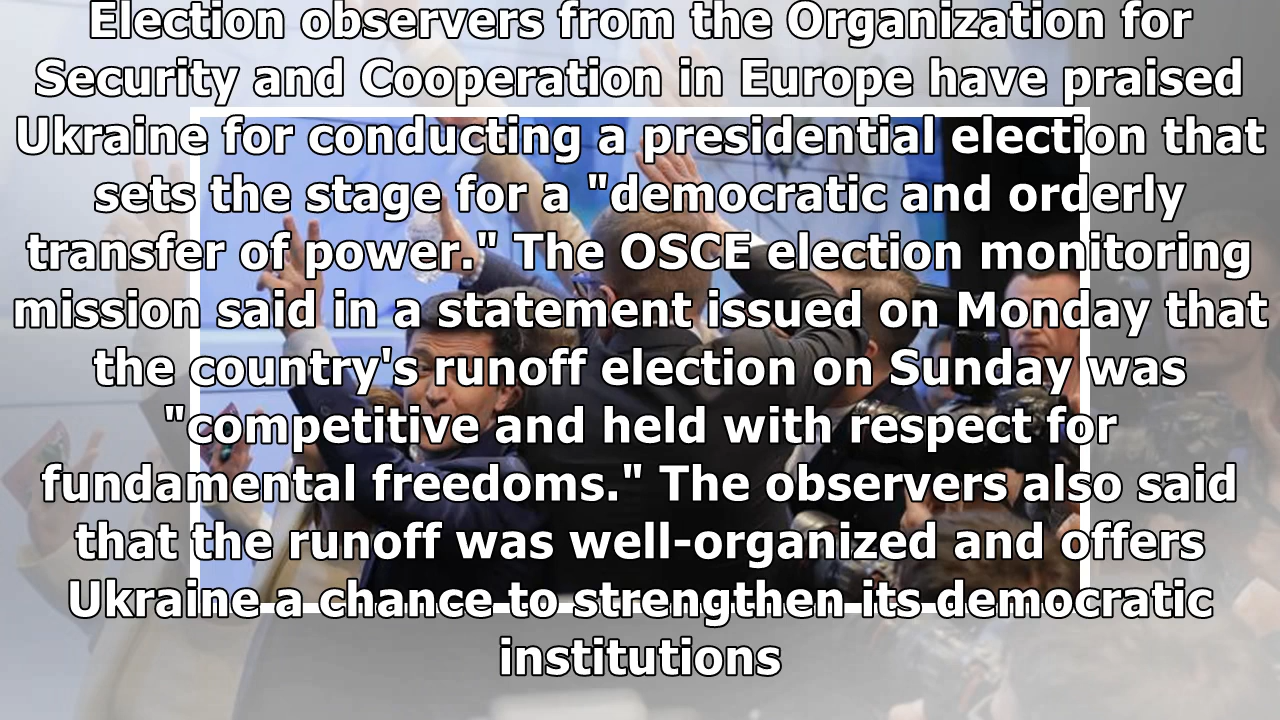 Election observers from the Organization for
Security and Cooperation in Europe have praised
Ukraine for conducting a presidential election that
sets the stage for a "democratic and orderly
transfer of power." The OSCE election monitoring
mission said in a statement issued on Monday that
the country's runoff election on Sunday was
"competitive and held with respect for
fundamental freedoms." The observers also said
that the runoff was well-organized and offers
Ukraine a chance to strengthen its democratic
institutions